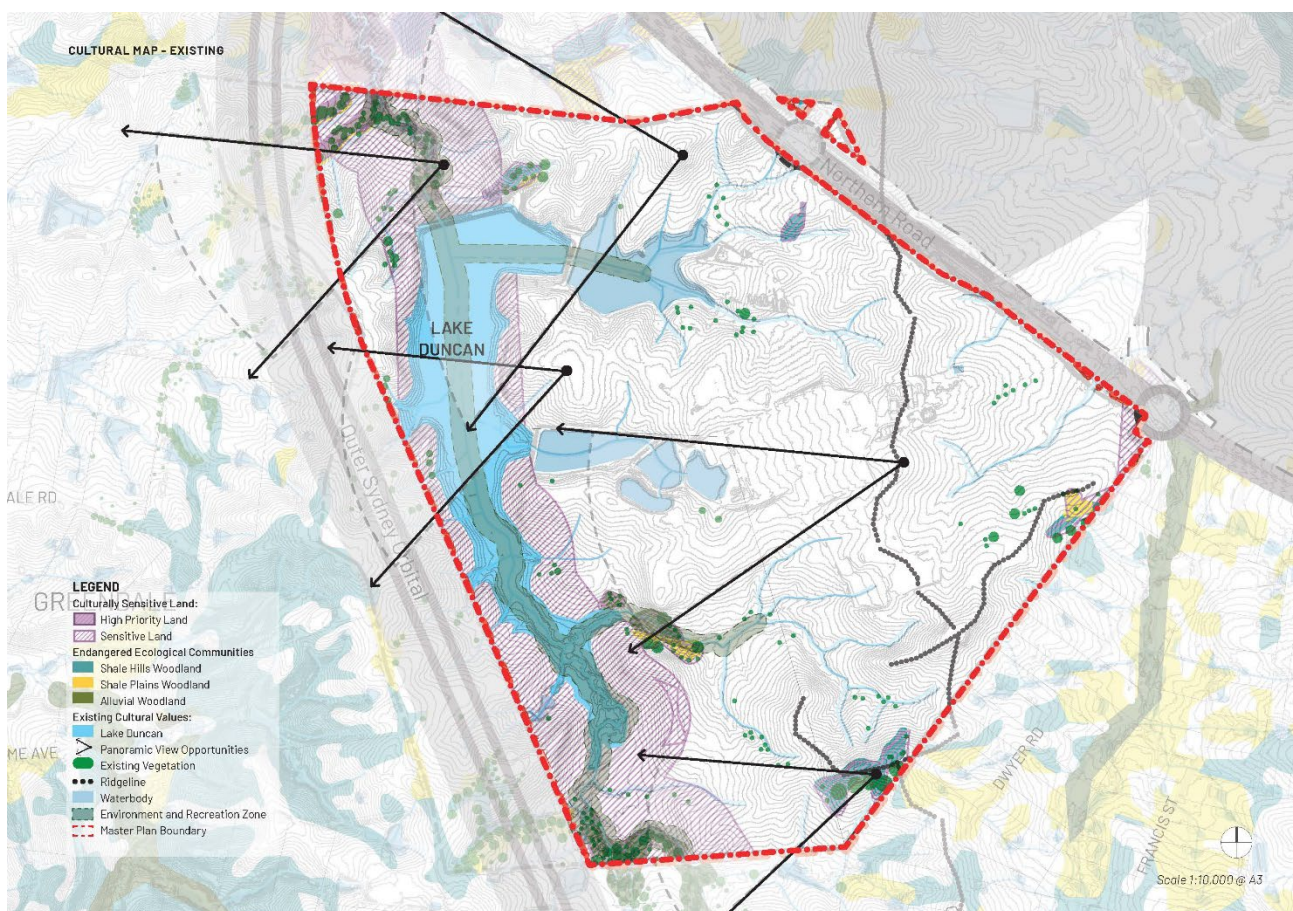 CULTURAL MAP - EXISTING
Northern Road
LAKE
DUNCAN
Outer Sydney Orbital
ALE RD
GREENDALE
LEGEND
Culturally Sensitive Land:
High Priority Land
Sensitive Land
Endangered Ecological Communities
Shale Hills Woodland
Shale Plains Woodland
Alluvial Woodland
Existing Cultural Values:
Lake Duncan
Panoramic View Opportunities
Existing Vegetation
Ridgeline
Waterbody
Environment and Recreation Zone
Master Plan Boundary
ME AVE
DWYER RD
FRANCIS ST
Scale 1:10,000 @ A3